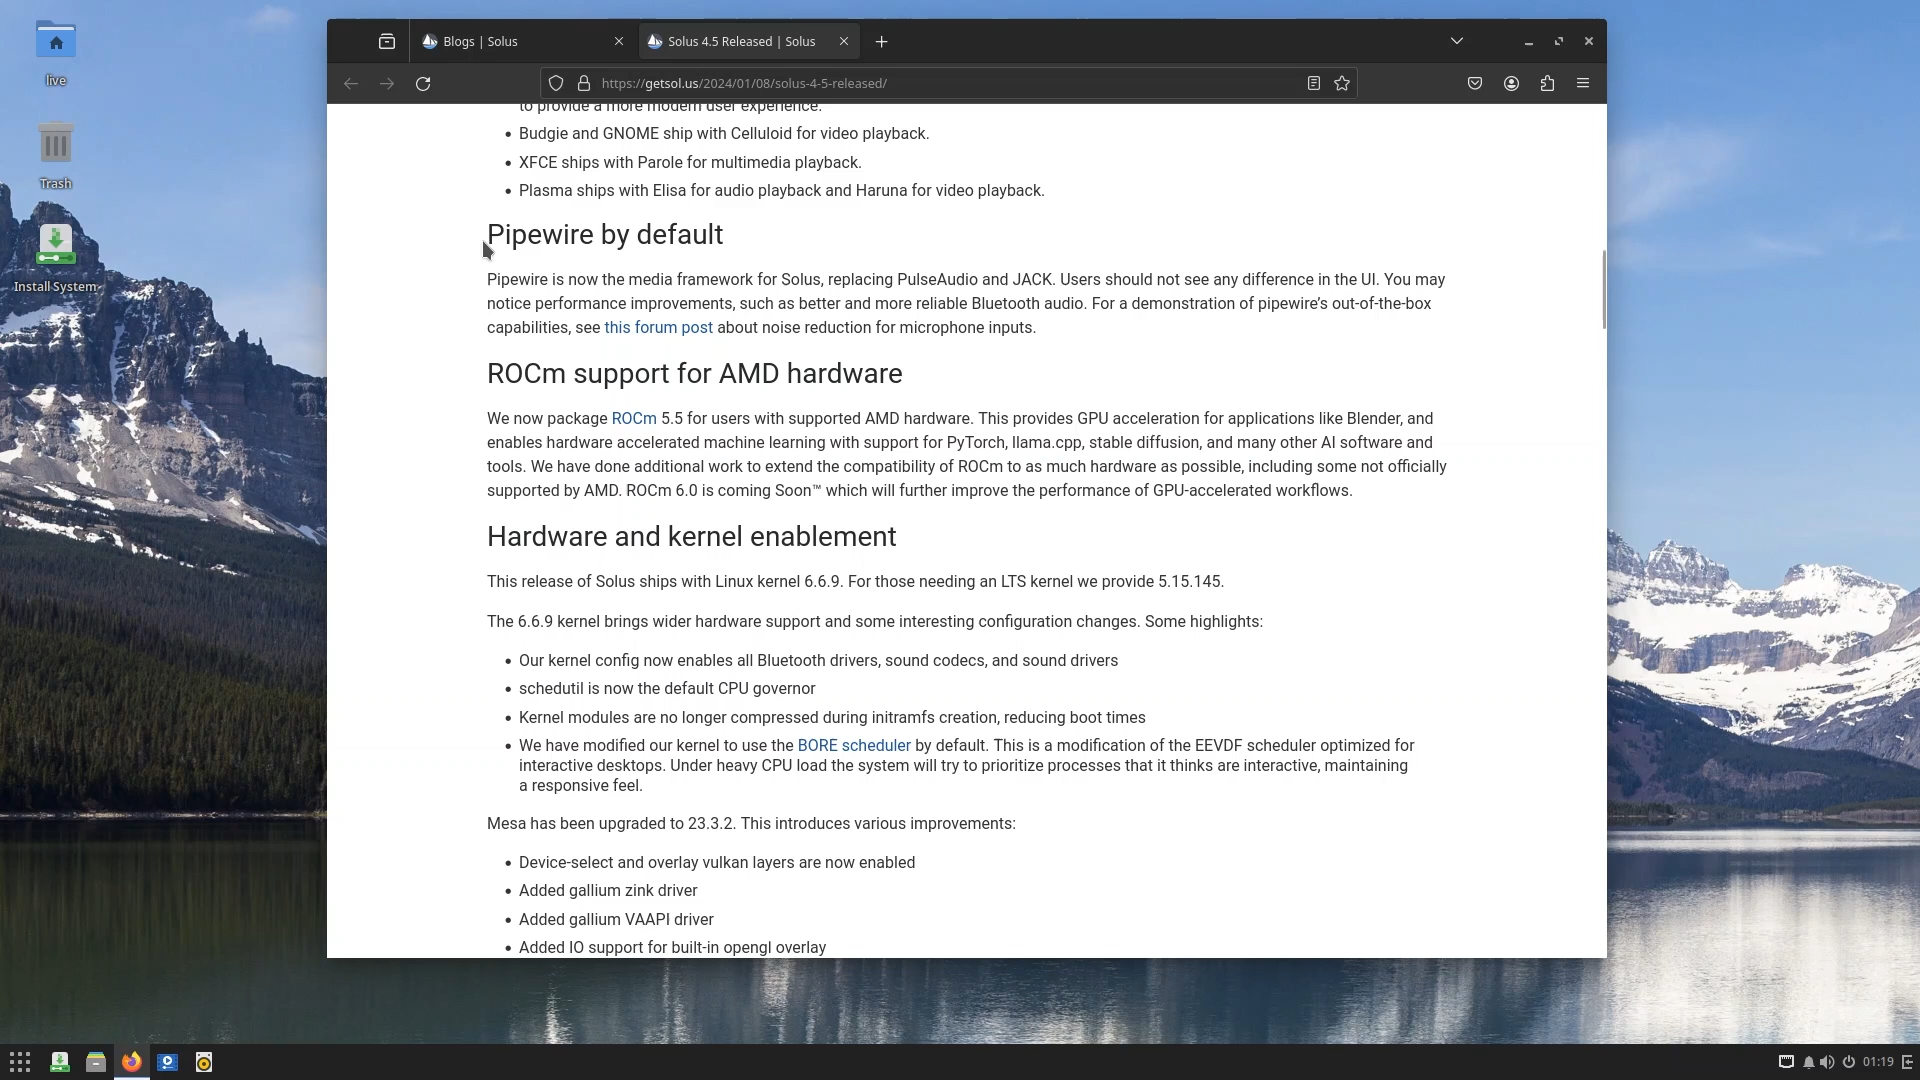 live
Trash
Install System
Blogs | Solus
Solus 4.5 Released | Solus
https://getsol.us/2024/01/08/solus-4-5-released/
to provide a more modern user experience.
• Budgie and GNOME ship with Celluloid for video playback.
• XFCE ships with Parole for multimedia playback.
• Plasma ships with Elisa for audio playback and Haruna for video playback.
Pipewire by default
Pipewire is now the media framework for Solus, replacing PulseAudio and JACK. Users should not see any difference in the UI. You may
notice performance improvements, such as better and more reliable Bluetooth audio. For a demonstration of pipewire’s out-of-the-box
capabilities, see this forum post about noise reduction for microphone inputs.
ROCm support for AMD hardware
We now package ROCm 5.5 for users with supported AMD hardware. This provides GPU acceleration for applications like Blender, and
enables hardware accelerated machine learning with support for PyTorch, llama.cpp, stable diffusion, and many other AI software and
tools. We have done additional work to extend the compatibility of ROCm to as much hardware as possible, including some not officially
supported by AMD. ROCm 6.0 is coming Soon™ which will further improve the performance of GPU-accelerated workflows.
Hardware and kernel enablement
This release of Solus ships with Linux kernel 6.6.9. For those needing an LTS kernel we provide 5.15.145.
The 6.6.9 kernel brings wider hardware support and some interesting configuration changes. Some highlights:
• Our kernel config now enables all Bluetooth drivers, sound codecs, and sound drivers
• schedutil is now the default CPU governor
• Kernel modules are no longer compressed during initramfs creation, reducing boot times
• We have modified our kernel to use the BORE scheduler by default. This is a modification of the EEVDF scheduler optimized for
interactive desktops. Under heavy CPU load the system will try to prioritize processes that it thinks are interactive, maintaining
a responsive feel.
Mesa has been upgraded to 23.3.2. This introduces various improvements:
• Device-select and overlay vulkan layers are now enabled
• Added gallium zink driver
• Added gallium VAAPI driver
• Added IO support for built-in opengl overlay
01:19